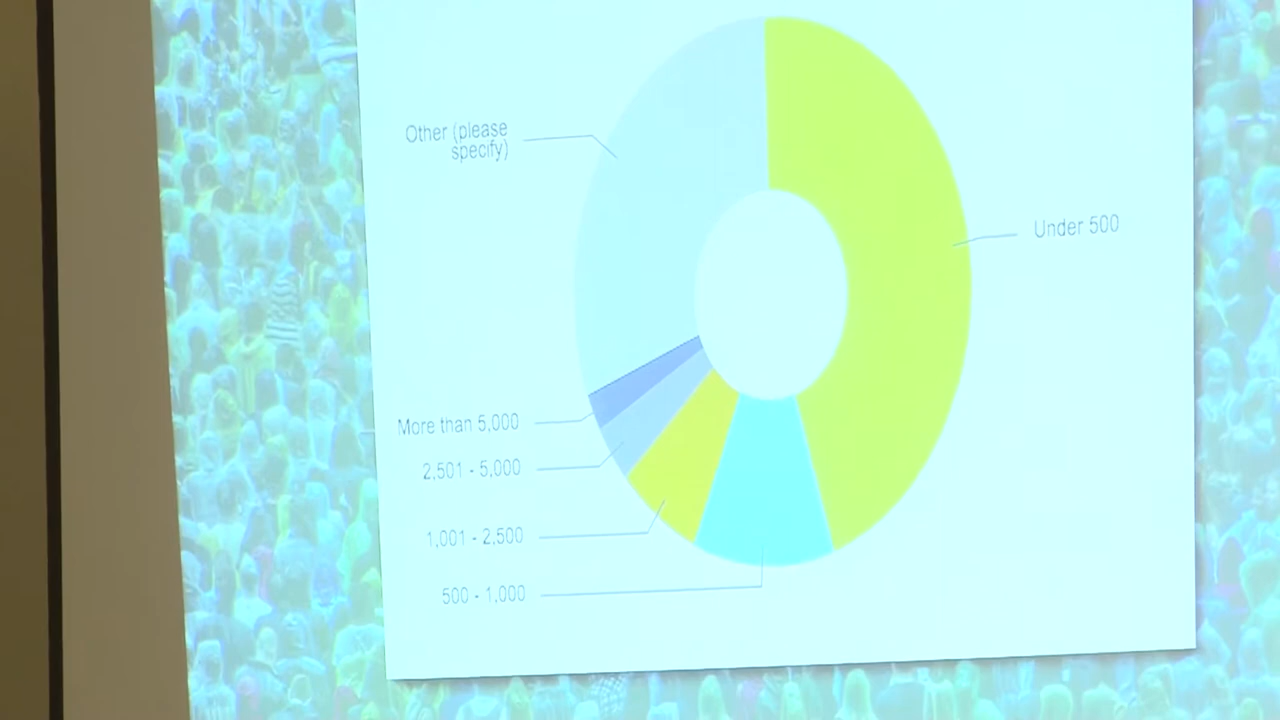 Other (please
specify)
Under 500
More than 5,000
2,501 - 5,000
1,001 - 2,500
500 - 1,000